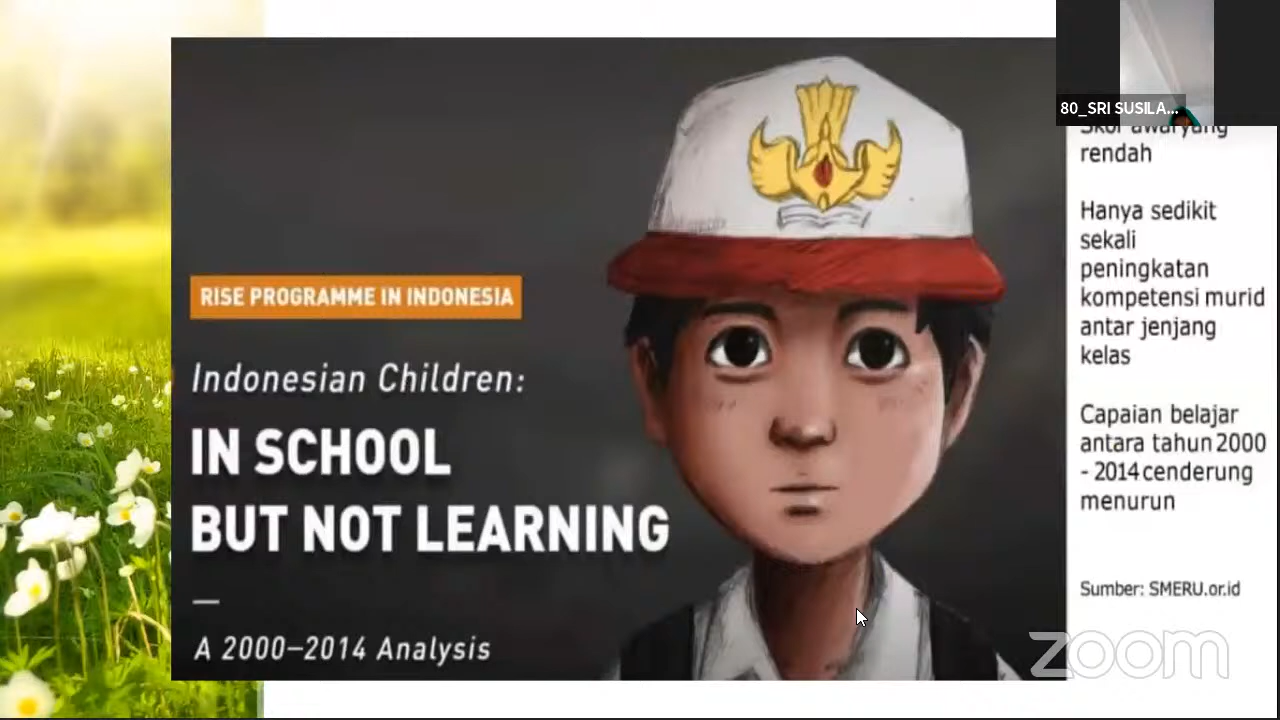 80_SRI SUSILA...
RISE PROGRAMME IN INDONESIA
Indonesian Children:
IN SCHOOL
BUT NOT LEARNING
A 2000–2014 Analysis
rendah
Hanya sedikit
sekali
peningkatan
kompetensi murid
antar jenjang
kelas
Capaian belajar
antara tahun 2000
- 2014 cenderung
menurun
Sumber: SMERU.or.id
zoom